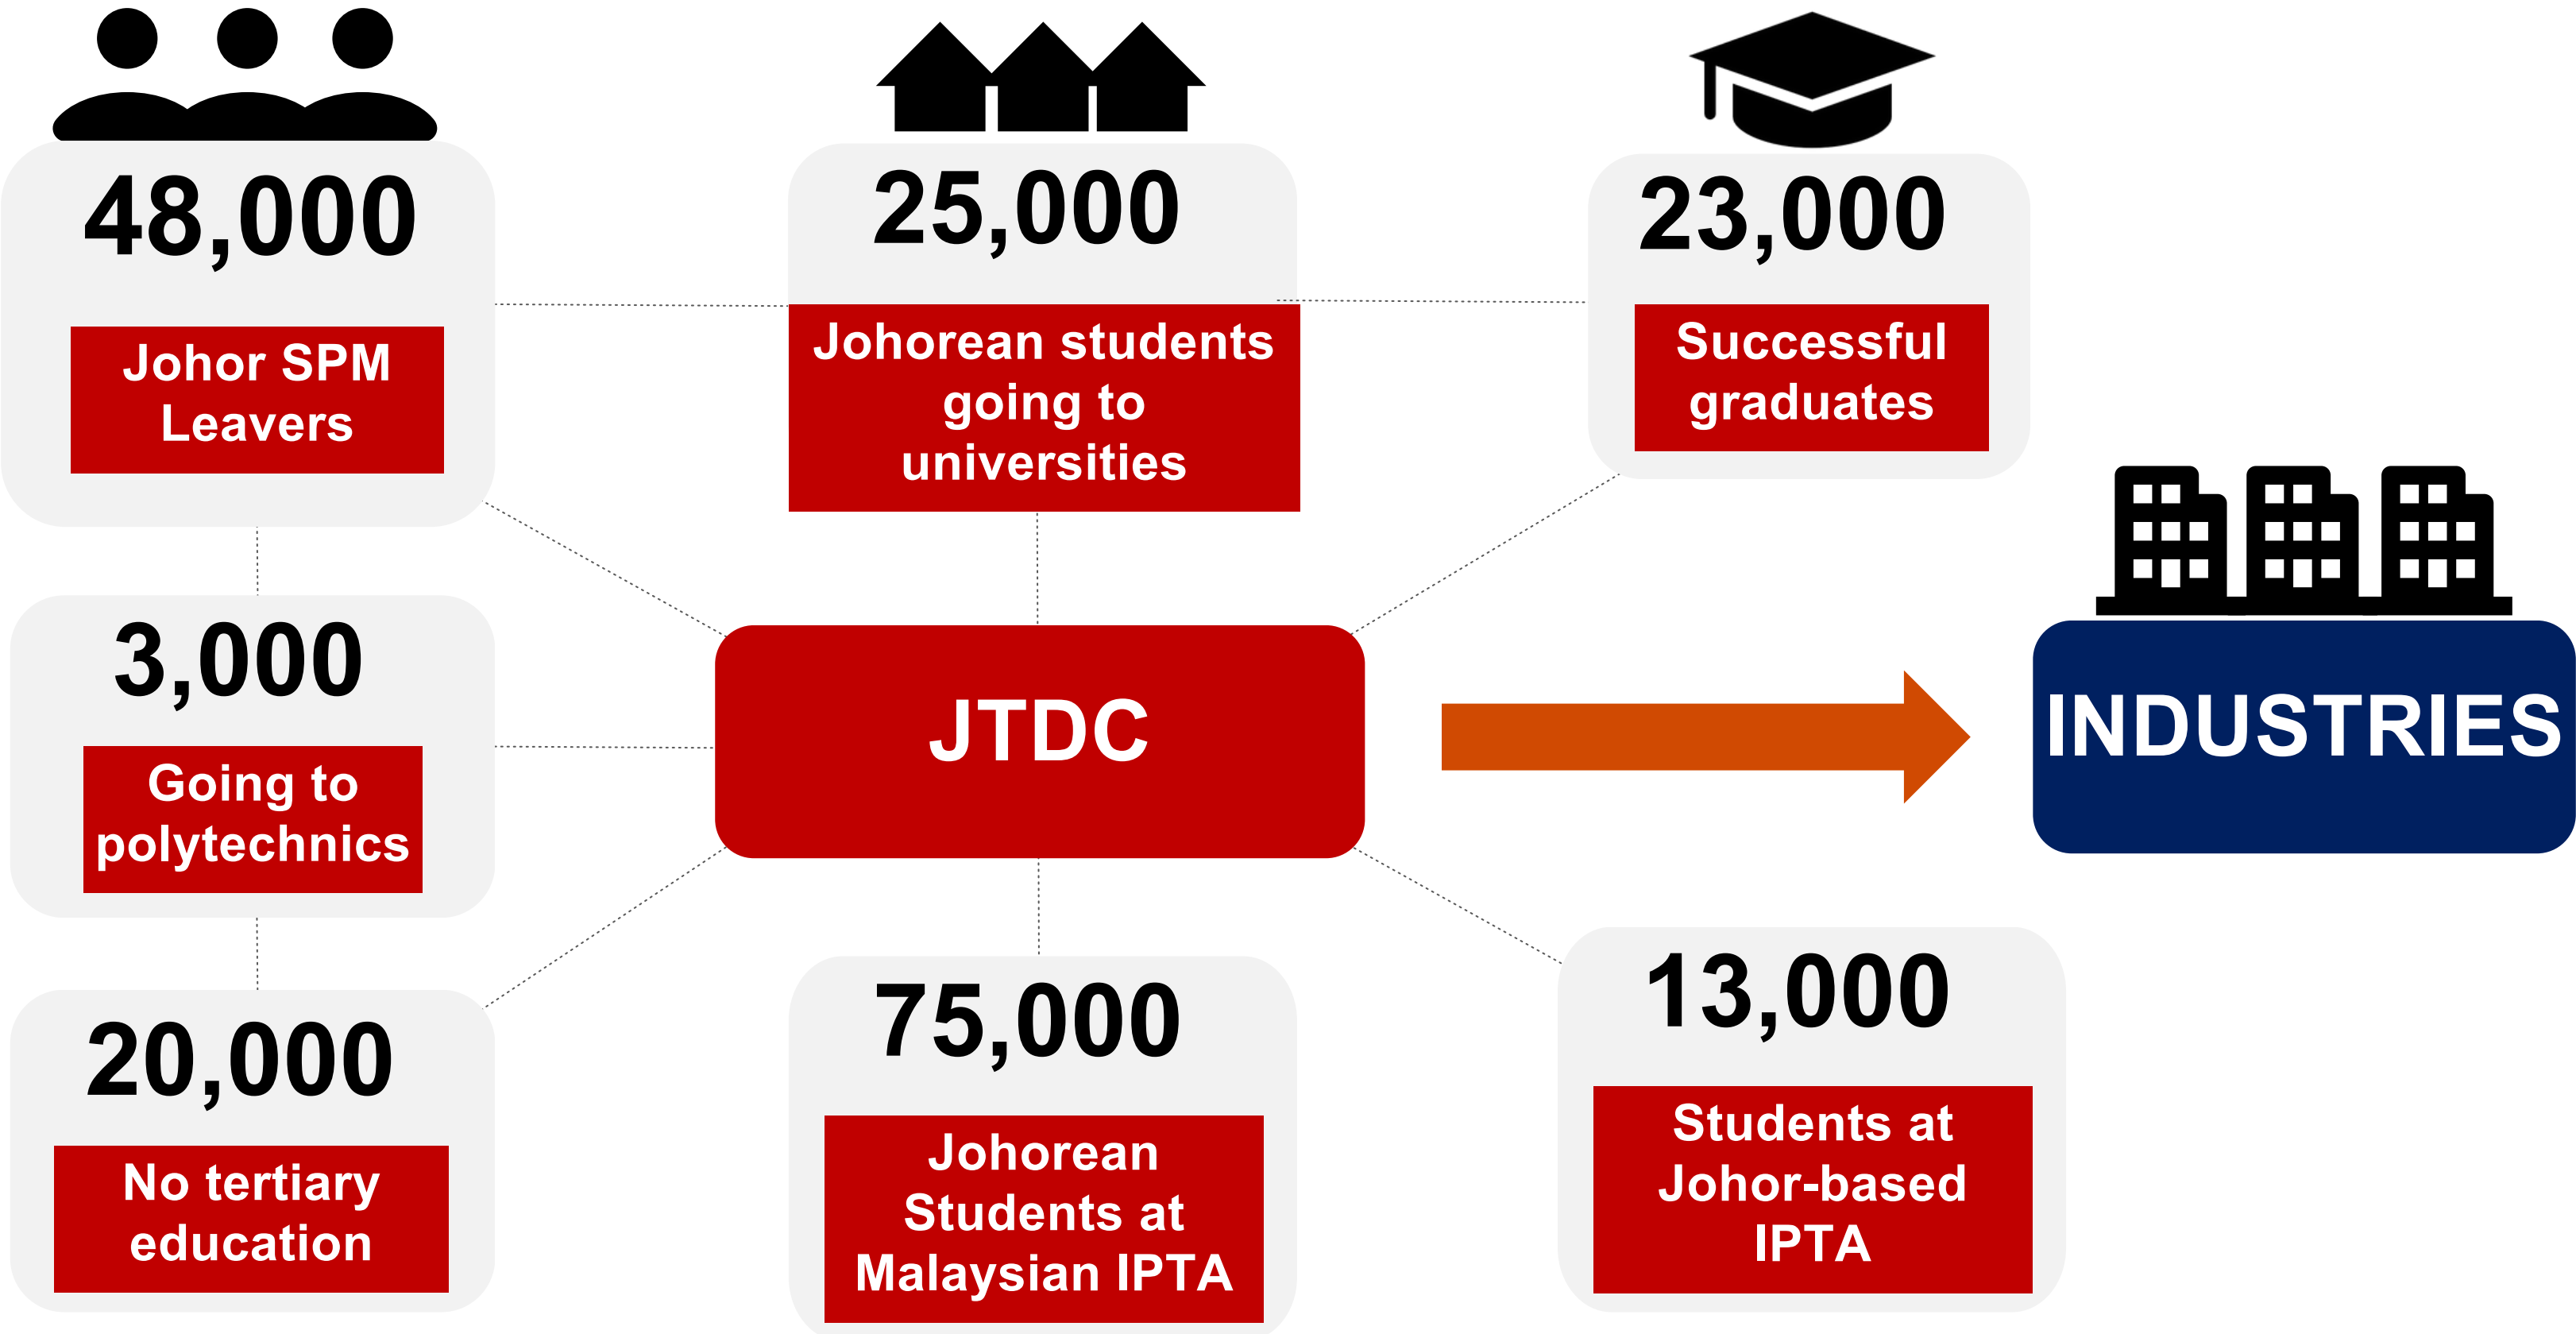 48,000
Johor SPM
Leavers
25,000
Johorean students
going to
universities
23,000
Successful
graduates
3,000
Going to
polytechnics
JTDC
INDUSTRIES
20,000
No tertiary
education
75,000
Johorean
Students at
Malaysian IPTA
13,000
Students at
Johor-based
IPTA